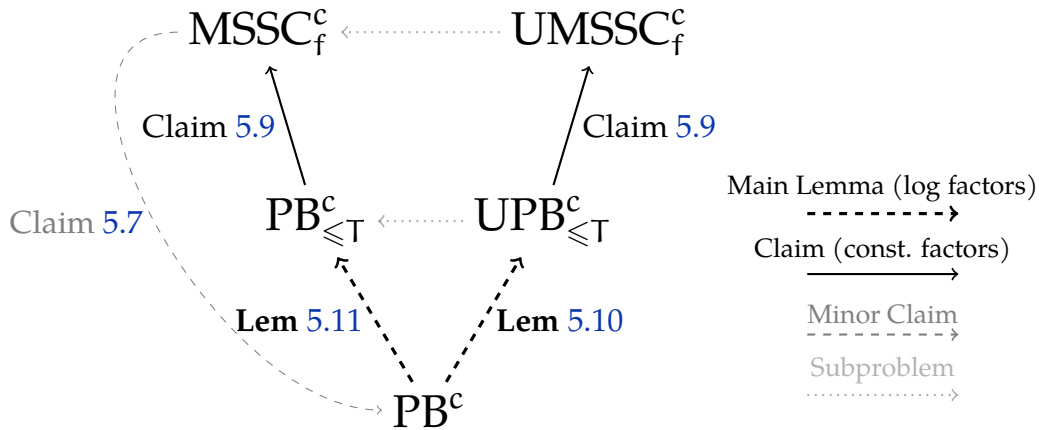 MSSC^c_f UMSSC^c_f
Claim 5.9 Claim 5.9
Main Lemma (log factors)
Claim 5.7 PB^c_⩽T UPB^c_⩽T
Claim (const. factors)
Minor Claim
Lem 5.11 Lem 5.10
Subproblem
PB^c